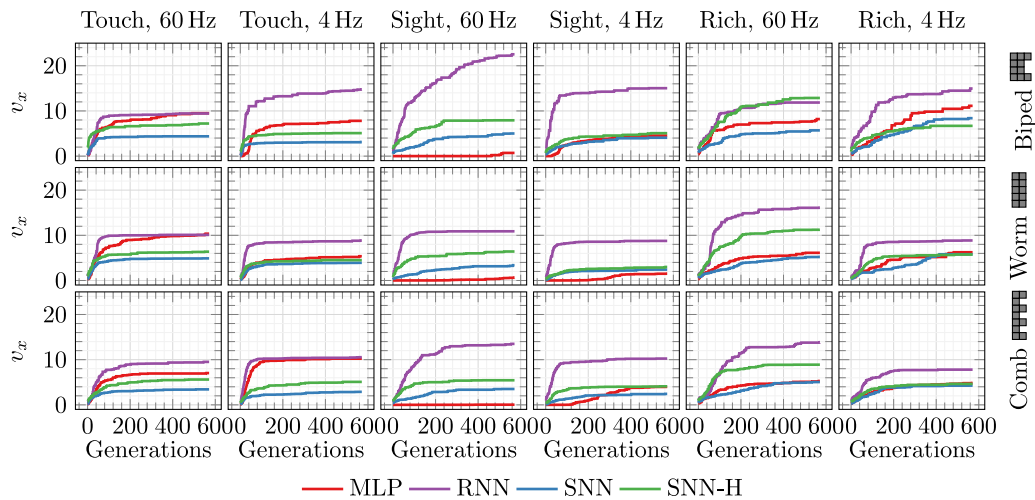 Touch, 60 Hz Touch, 4 Hz Sight, 60 Hz Sight, 4 Hz Rich, 60 Hz Rich, 4 Hz
20
10
0
v_x
Biped
20
10
0
v_x
Worm
20
10
0
v_x
Comb
0 200 400 600 200 400 600 200 400 600 200 400 600 200 400 600 200 400 600
Generations Generations Generations Generations Generations Generations
MLP RNN SNN SNN-H